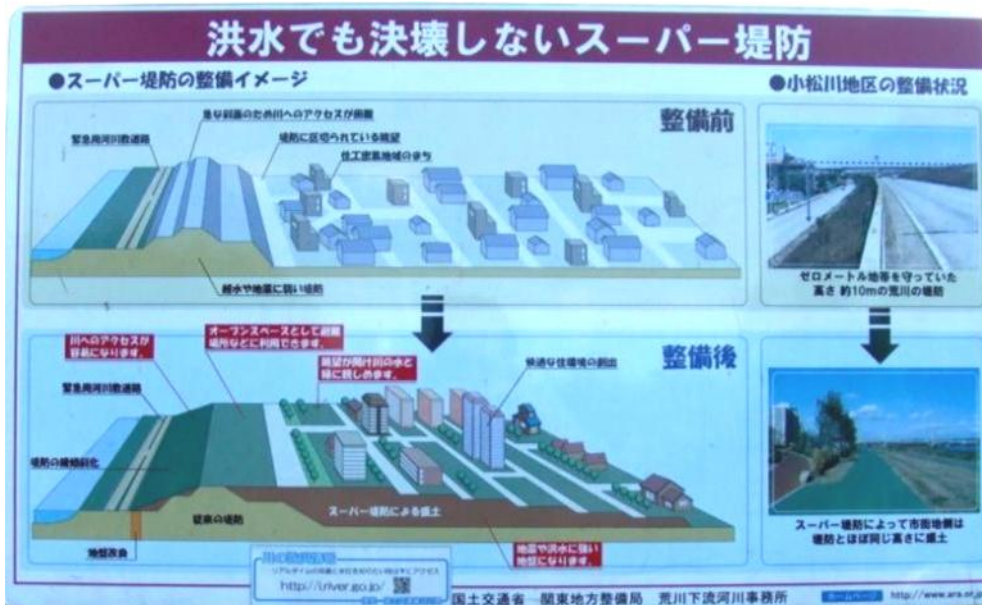 洪水でも決壊しないスーパー堤防
●スーパー堤防の整備イメージ
整備前
急な斜面のため川へのアクセスが困難
緊急用河川敷道路
堤防に区切られている眺望
住工密集地域のまち
越水や地震に弱い堤防
整備後
川へのアクセスが
容易になります。
オープンスペースとして避難
場所などに利用できます。
眺望が開け川の水と
緑に親しめます。
快適な住環境の創出
緊急用河川敷道路
堤防の緩傾斜化
従来の堤防
スーパー堤防による盛土
地盤改良
地震や洪水に強い
地盤になります。
●小松川地区の整備状況
ゼロメートル地帯を守っていた
高さ 約10mの荒川の堤防
スーパー堤防によって市街地側は
堤防とほぼ同じ高さに盛土
http://i.river.go.jp/
国土交通省 関東地方整備局 荒川下流河川事務所
ホームページ